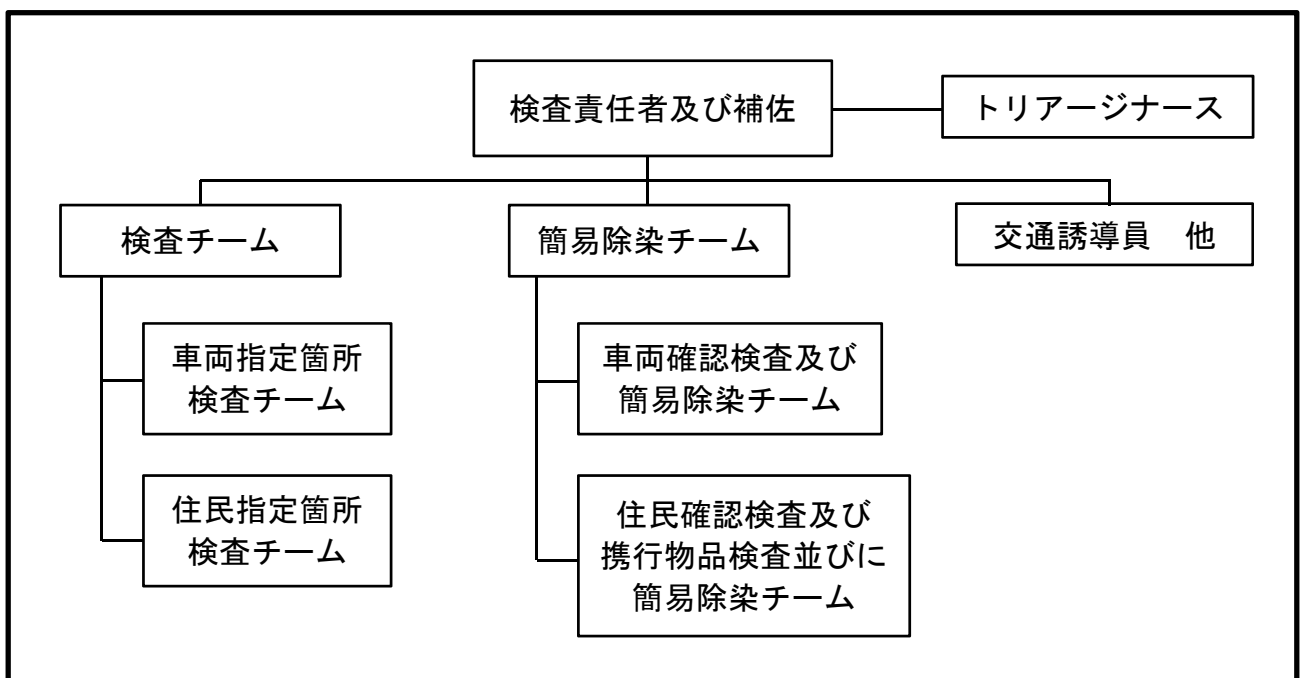 検査責任者及び補佐
トリアージナース
検査チーム
簡易除染チーム
交通誘導員　他
車両指定箇所
検査チーム
車両確認検査及び
簡易除染チーム
住民指定箇所
検査チーム
住民確認検査及び
携行物品検査並びに
簡易除染チーム